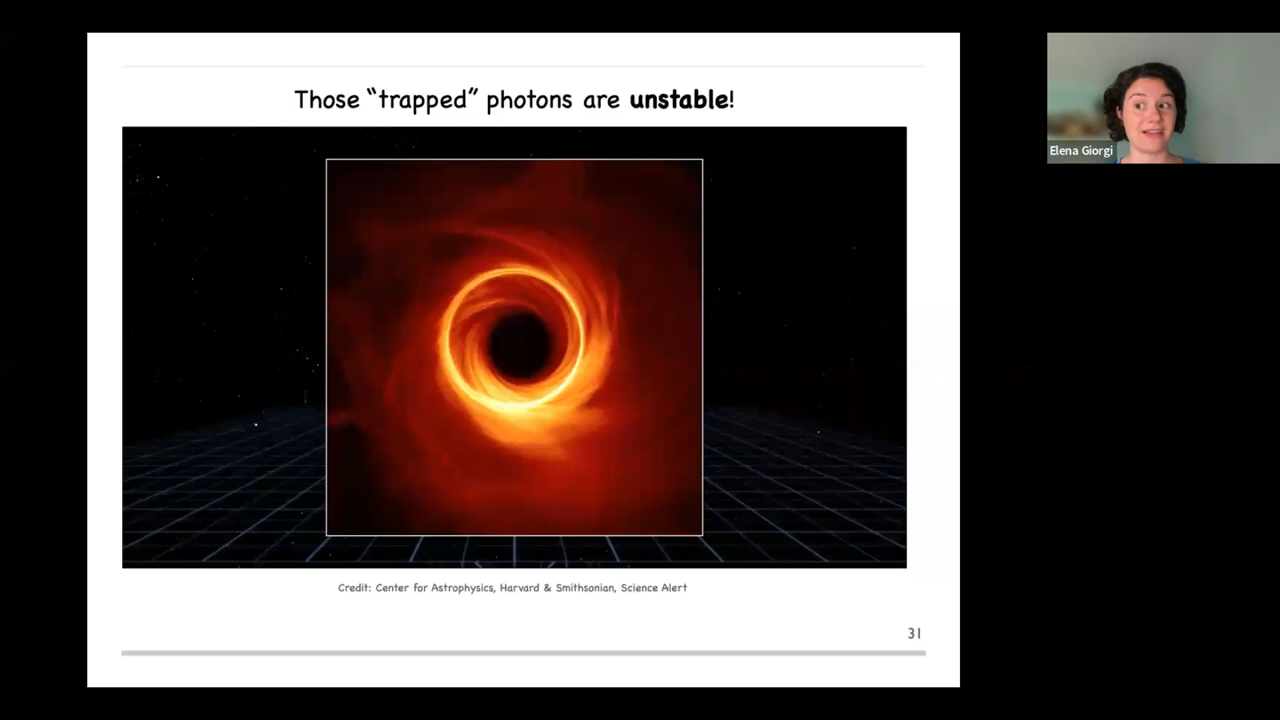 Those “trapped” photons are unstable!
Elena Giorgi
Credit: Center for Astrophysics, Harvard & Smithsonian, Science Alert
31